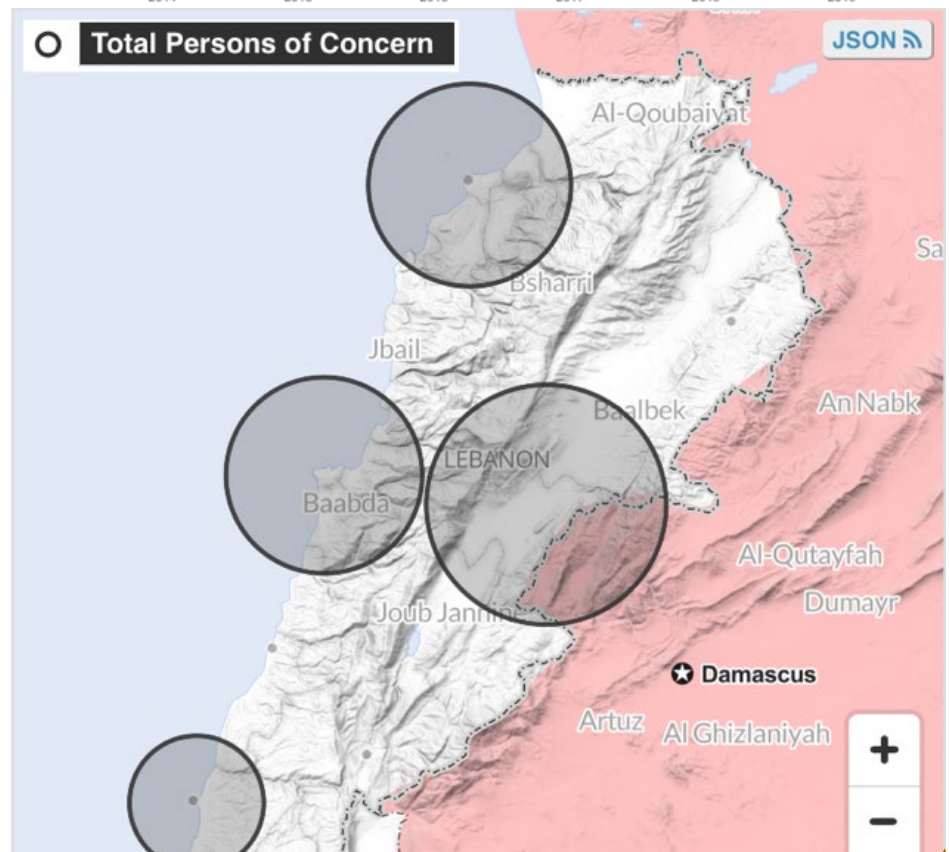 Total Persons of Concern
JSON
Al-Qoubaiyat
Bsharri
Jbail
Baalbek
An Nabk
LEBANON
Baabda
Al-Qutayfah
Dumayr
Joub Jannine
Damascus
Artuz
Al Ghizlaniyah
+
−